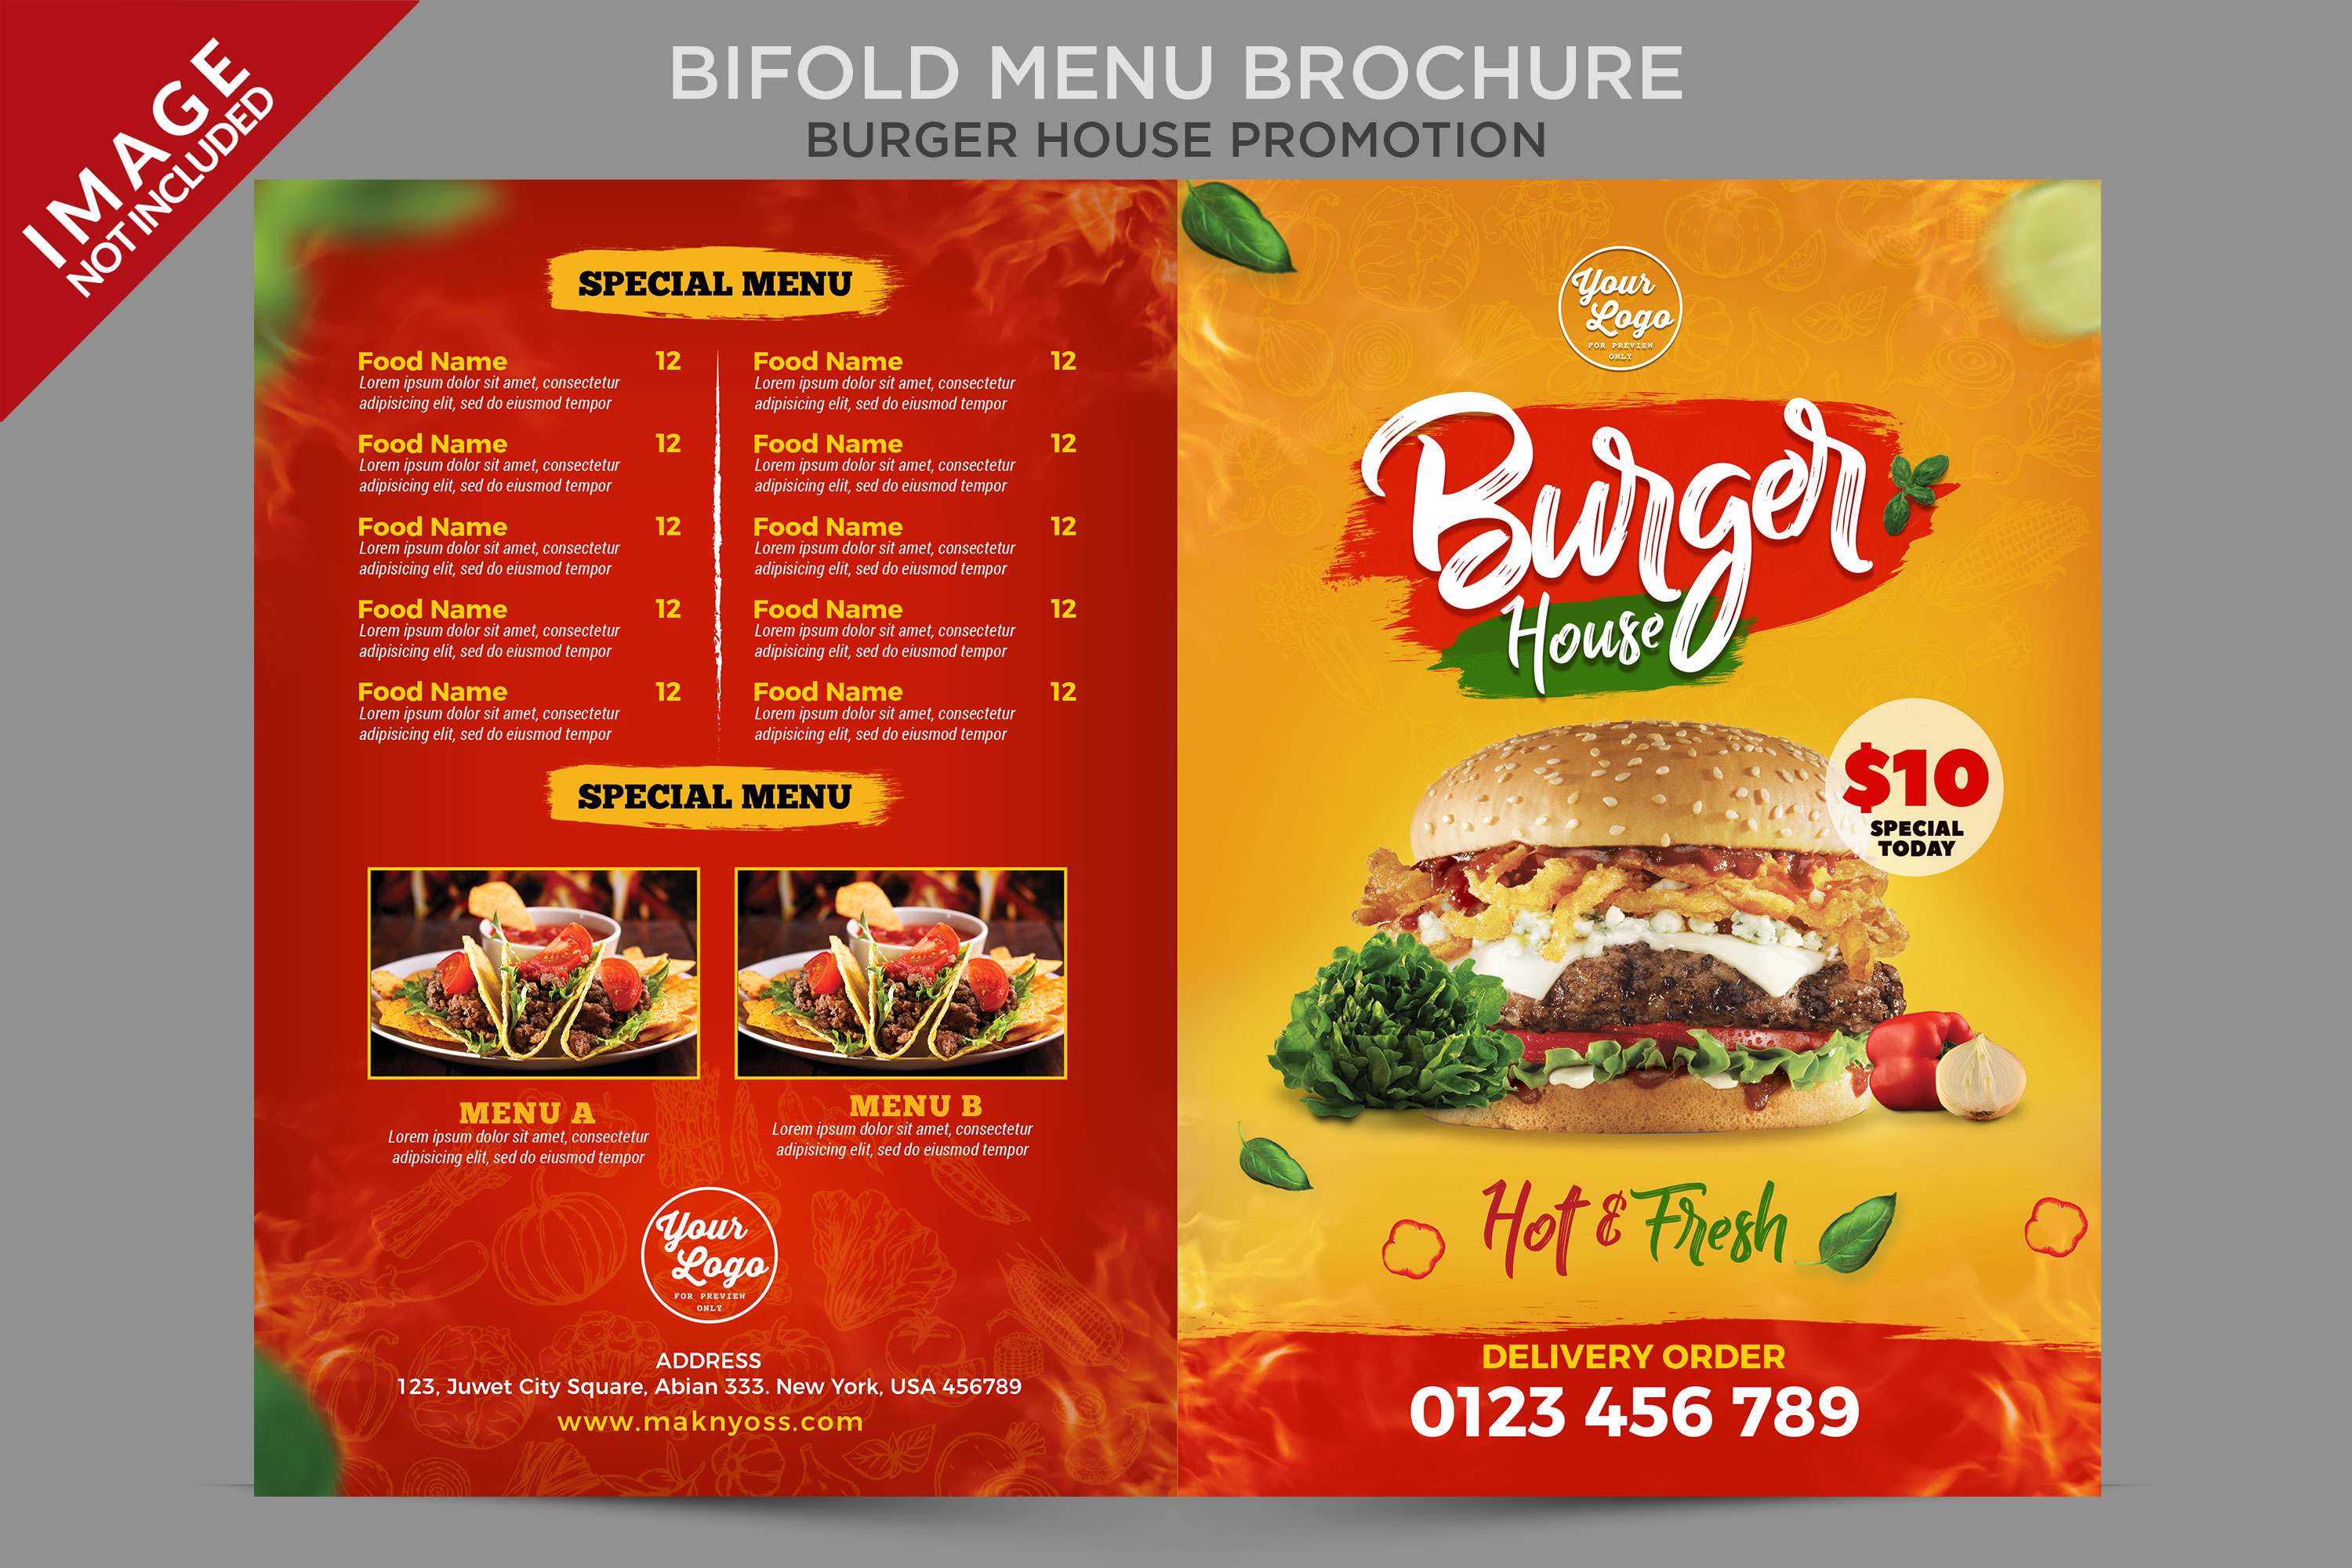 IMAGE
NOT INCLUDED
BIFOLD MENU BROCHURE
BURGER HOUSE PROMOTION
SPECIAL MENU
Food Name 12
Lorem ipsum dolor sit amet, consectetur
adipisicing elit, sed do eiusmod tempor
Food Name 12
Lorem ipsum dolor sit amet, consectetur
adipisicing elit, sed do eiusmod tempor
Food Name 12
Lorem ipsum dolor sit amet, consectetur
adipisicing elit, sed do eiusmod tempor
Food Name 12
Lorem ipsum dolor sit amet, consectetur
adipisicing elit, sed do eiusmod tempor
Food Name 12
Lorem ipsum dolor sit amet, consectetur
adipisicing elit, sed do eiusmod tempor
Food Name 12
Lorem ipsum dolor sit amet, consectetur
adipisicing elit, sed do eiusmod tempor
Food Name 12
Lorem ipsum dolor sit amet, consectetur
adipisicing elit, sed do eiusmod tempor
Food Name 12
Lorem ipsum dolor sit amet, consectetur
adipisicing elit, sed do eiusmod tempor
Food Name 12
Lorem ipsum dolor sit amet, consectetur
adipisicing elit, sed do eiusmod tempor
Food Name 12
Lorem ipsum dolor sit amet, consectetur
adipisicing elit, sed do eiusmod tempor
SPECIAL MENU
MENU A
Lorem ipsum dolor sit amet, consectetur
adipisicing elit, sed do eiusmod tempor
MENU B
Lorem ipsum dolor sit amet, consectetur
adipisicing elit, sed do eiusmod tempor
Your
Logo
FOR PREVIEW
ONLY
ADDRESS
123, Juwet City Square, Abian 333. New York, USA 456789
www.maknyoss.com
Your
Logo
FOR PREVIEW
ONLY
Burger
House
$10
SPECIAL
TODAY
Hot & Fresh
DELIVERY ORDER
0123 456 789